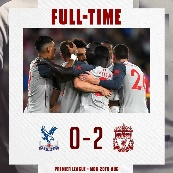 FULL-TIME
0-2
PREMIER LEAGUE - MON 20TH AUG